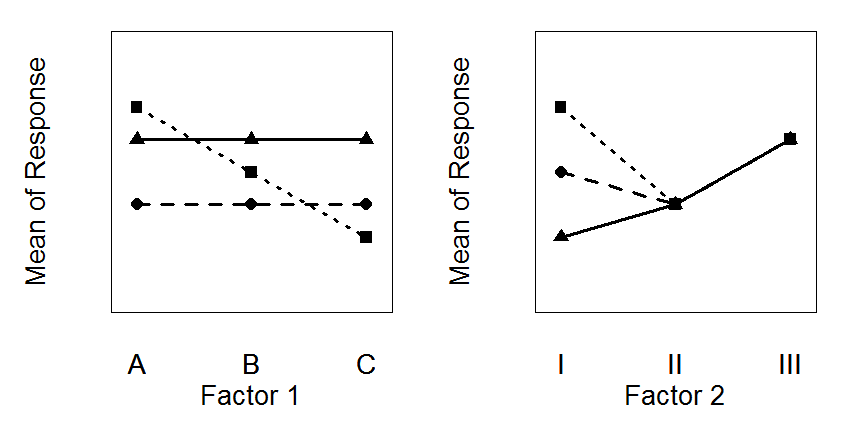 Mean of Response
A B C
Factor 1
Mean of Response
I II III
Factor 2